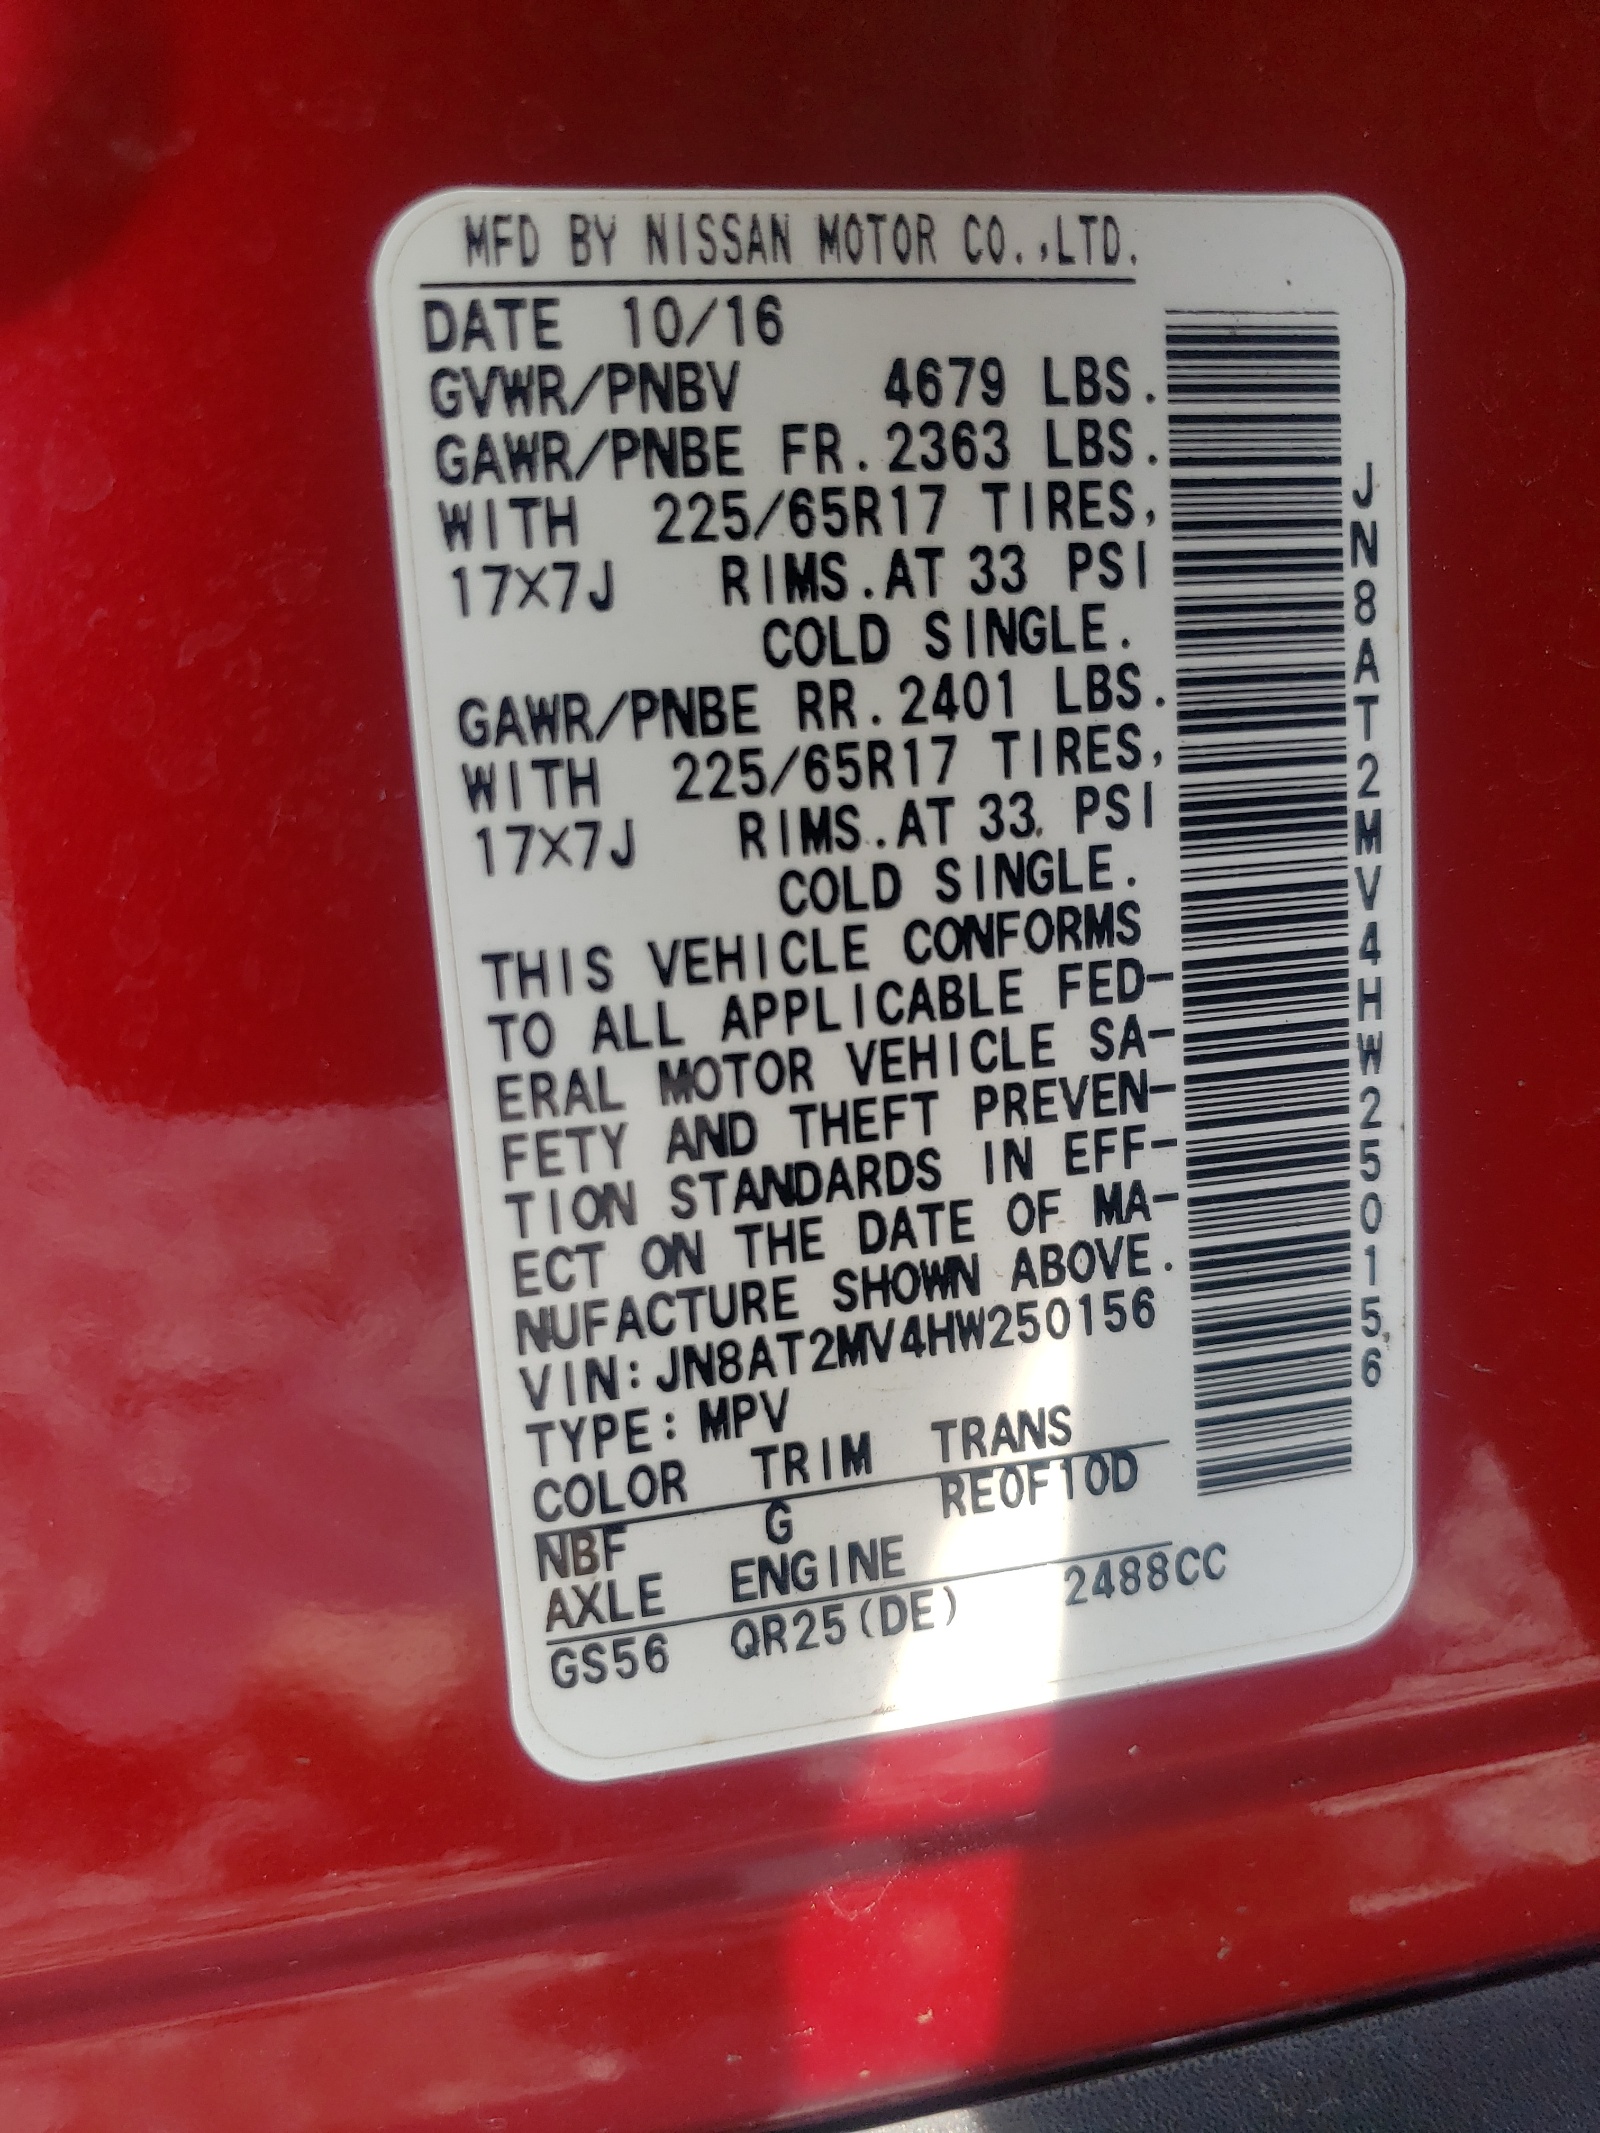 MFD BY NISSAN MOTOR CO.,LTD.
DATE 10/16
GVWR/PNBV 4679 LBS.
GAWR/PNBE FR. 2363 LBS.
WITH 225/65R17 TIRES,
17X7J RIMS. AT 33 PSI
COLD SINGLE.
GAWR/PNBE RR. 2401 LBS.
WITH 225/65R17 TIRES,
17X7J RIMS. AT 33 PSI
COLD SINGLE.
THIS VEHICLE CONFORMS
TO ALL APPLICABLE FED-
ERAL MOTOR VEHICLE SA-
FETY AND THEFT PREVEN-
TION STANDARDS IN EFF-
ECT ON THE DATE OF MA-
NUFACTURE SHOWN ABOVE.
VIN: JN8AT2MV4HW250156
TYPE: MPV
COLOR TRIM TRANS
NBF G RE0F10D
AXLE ENGINE
GS56 QR25(DE) 2488CC
JN8AT2MV4HW250156